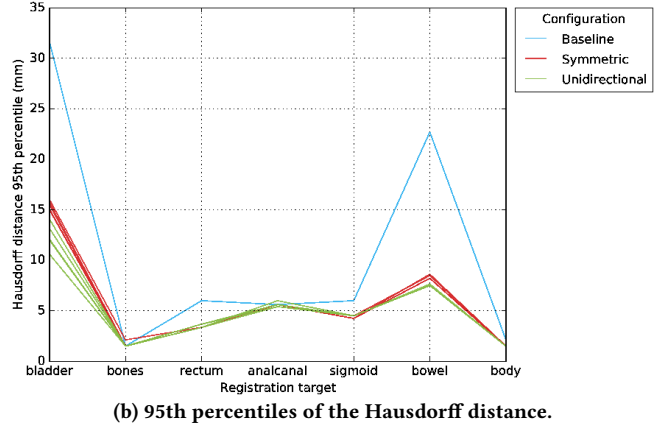 Configuration
Baseline
Symmetric
Unidirectional
Hausdorff distance 95th percentile (mm)
35
30
25
20
15
10
5
0
bladder bones rectum analcanal sigmoid bowel body
Registration target
(b) 95th percentiles of the Hausdorff distance.